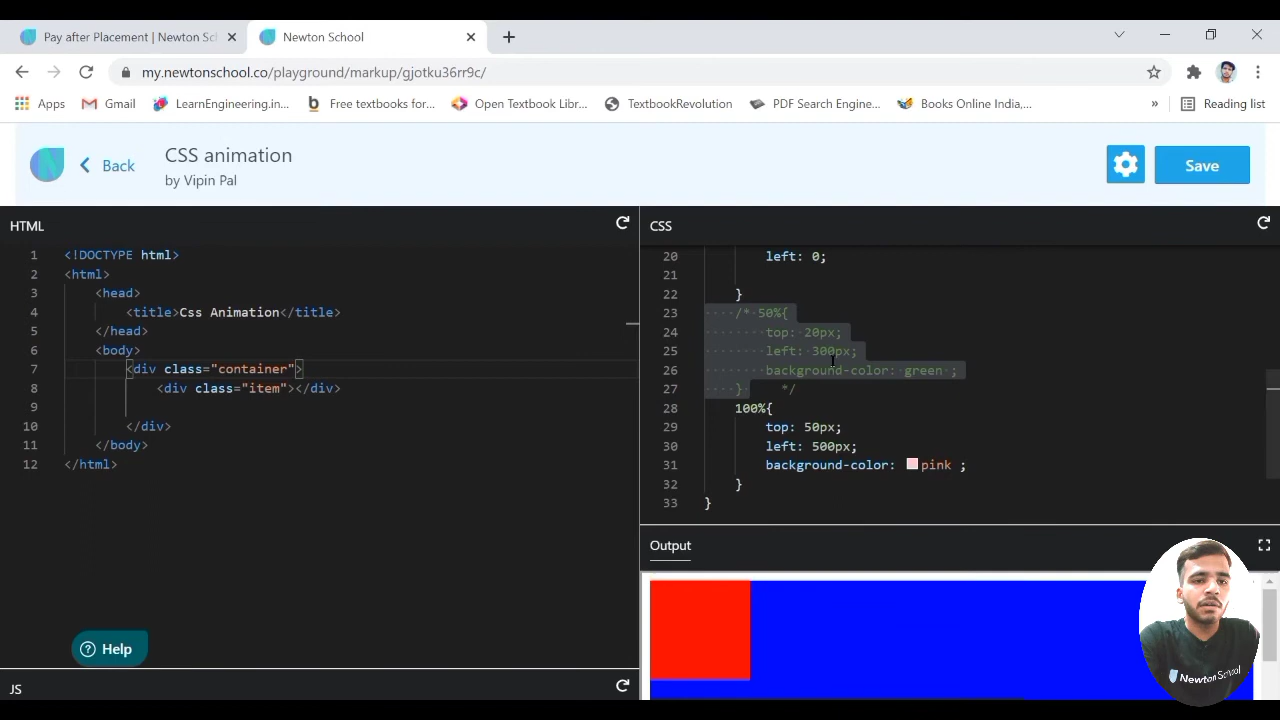 Pay after Placement | Newton Sc
Newton School
my.newtonschool.co/playground/markup/gjotku36rr9c/
Apps
Gmail
LearnEngineering.in...
Free textbooks for...
Open Textbook Libr...
TextbookRevolution
PDF Search Engine...
Books Online India,...
»
Reading list
Back
CSS animation
by Vipin Pal
Save
HTML
1 <!DOCTYPE html>
2 <html>
3 <head>
4 <title>Css Animation</title>
5 </head>
6 <body>
7 <div class="container">
8 <div class="item"></div>
9
10 </div>
11 </body>
12 </html>
Help
JS
CSS
20 left: 0;
21
22 }
23 /* 50%{
24 top: 20px;
25 left: 300px;
26 background-color: green ;
27 } */
28 100%{
29 top: 50px;
30 left: 500px;
31 background-color: pink ;
32 }
33 }
Output
Newton School